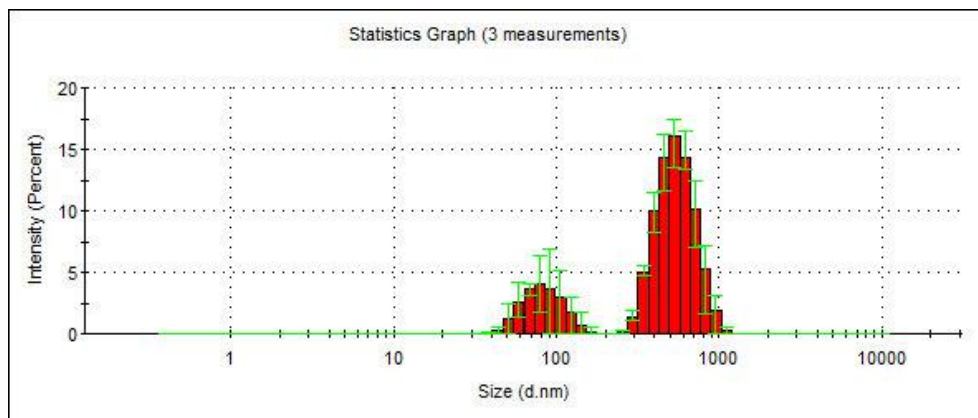 Statistics Graph (3 measurements)
Intensity (Percent)
20
15
10
5
0
1 10 100 1000 10000
Size (d.nm)